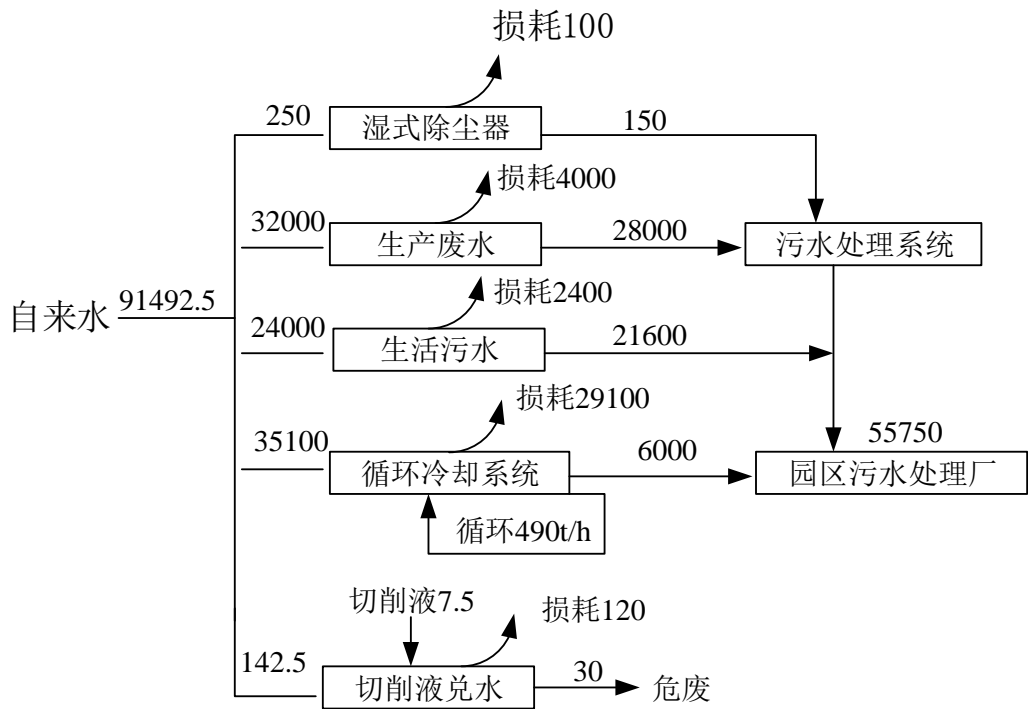 损耗100
250
湿式除尘器
150
损耗4000
32000
生产废水
28000
污水处理系统
自来水
91492.5
损耗2400
24000
生活污水
21600
损耗29100
35100
循环冷却系统
6000
55750
园区污水处理厂
循环490t/h
切削液7.5
损耗120
142.5
切削液兑水
30
危废